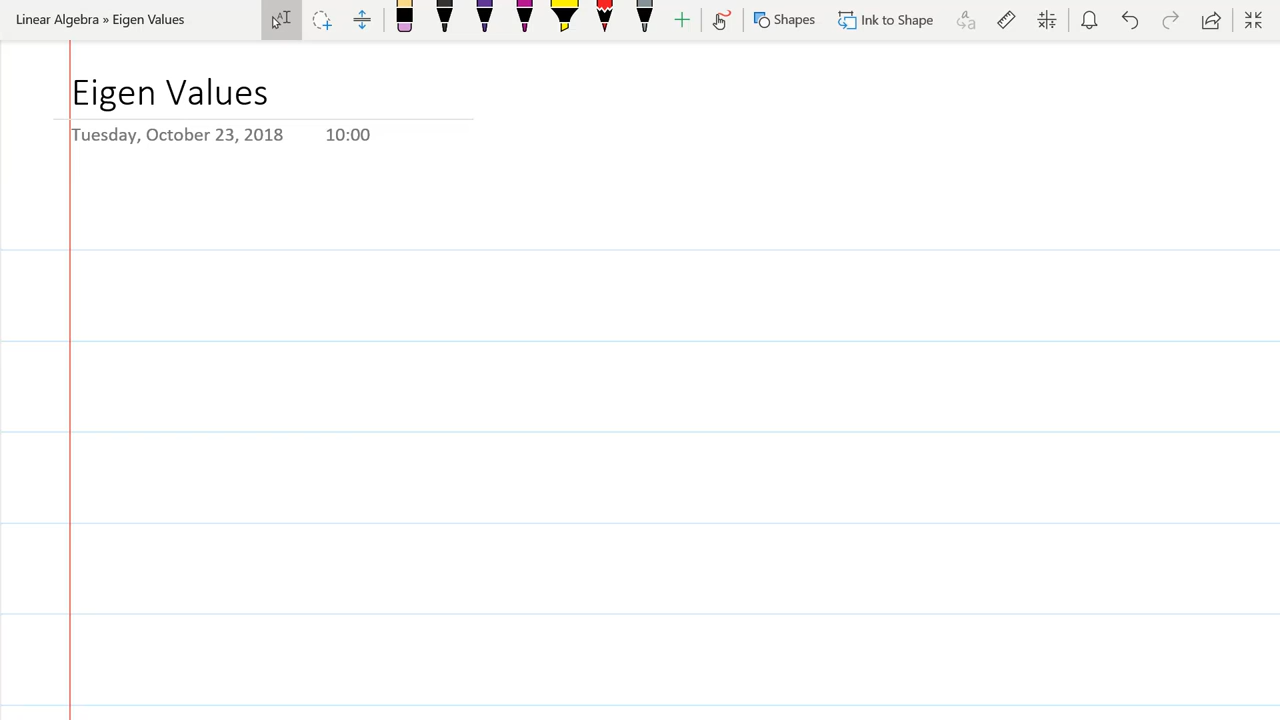 Linear Algebra » Eigen Values
Shapes
Ink to Shape
Eigen Values
Tuesday, October 23, 2018 10:00